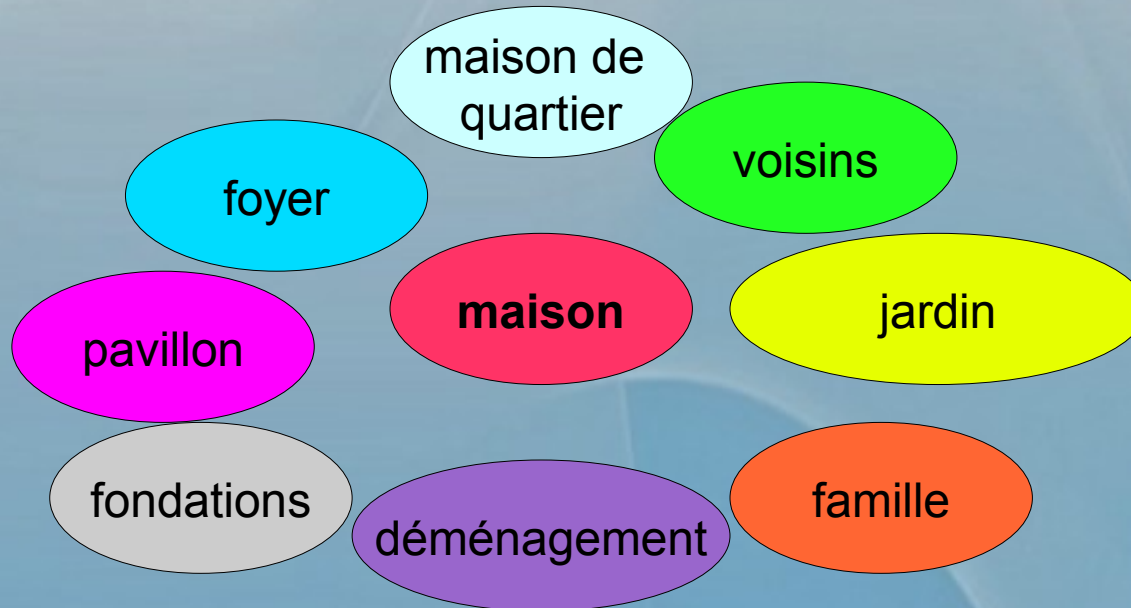 maison de
quartier
voisins
foyer
maison
jardin
pavillon
fondations
famille
déménagement